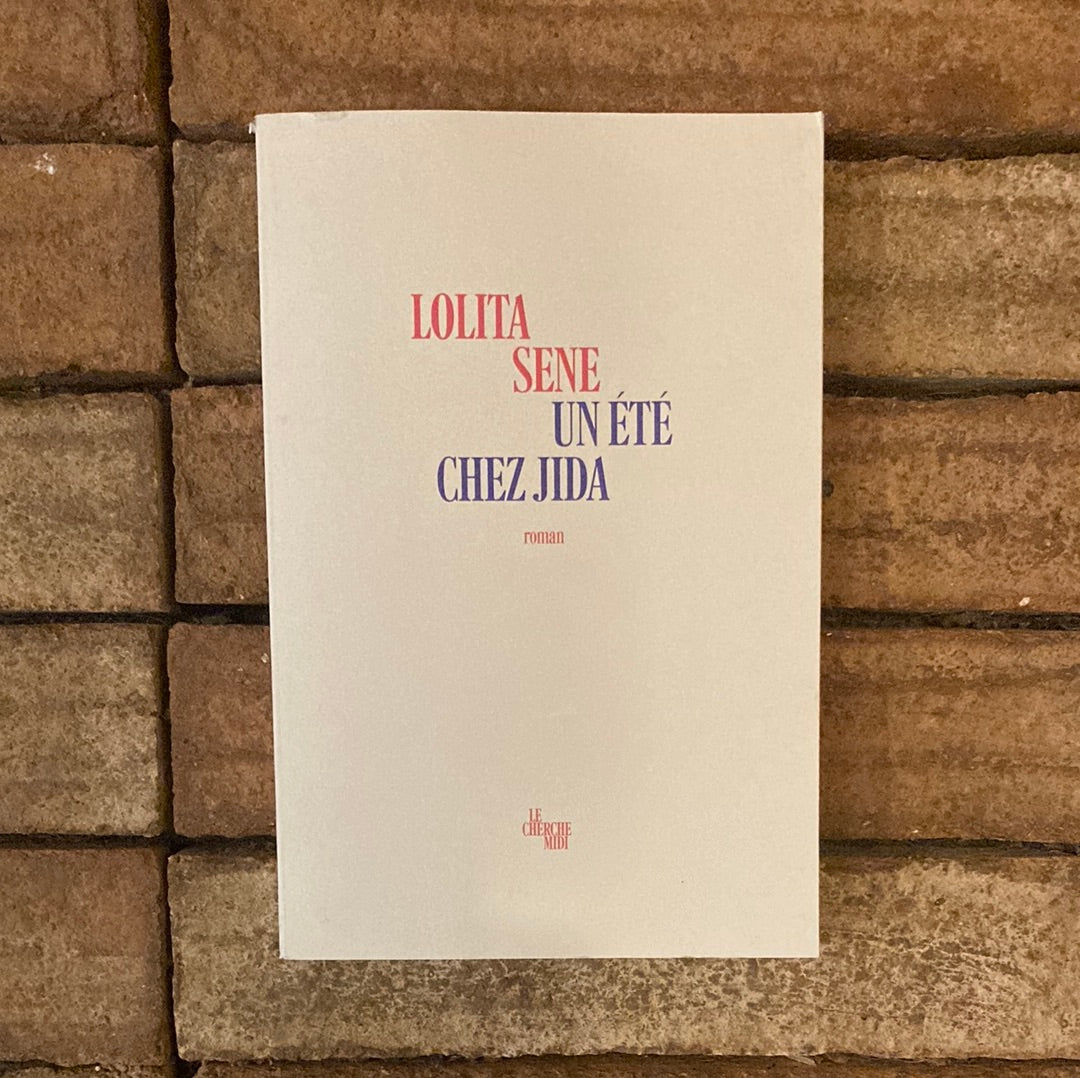 LOLITA
SENE
UN ÉTÉ
CHEZ JIDA
roman
LE
CHERCHE
MIDI